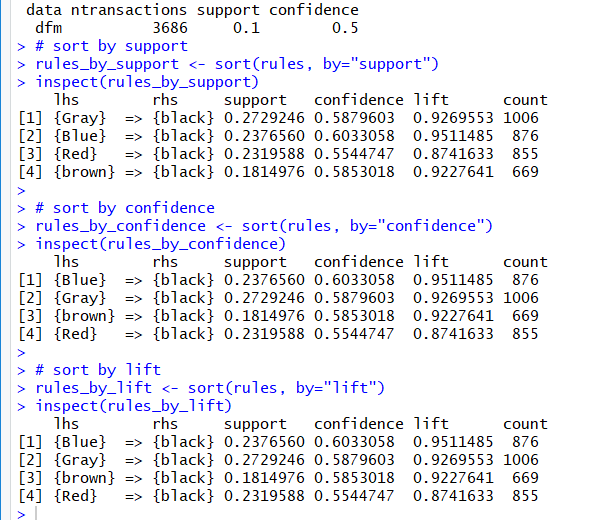 data ntransactions support confidence
dfm 3686 0.1 0.5
> # sort by support
> rules_by_support <- sort(rules, by="support")
> inspect(rules_by_support)
lhs rhs support confidence lift count
[1] {Gray} => {black} 0.2729246 0.5879603 0.9269553 1006
[2] {Blue} => {black} 0.2376560 0.6033058 0.9511485 876
[3] {Red} => {black} 0.2319588 0.5544747 0.8741633 855
[4] {brown} => {black} 0.1814976 0.5853018 0.9227641 669
>
> # sort by confidence
> rules_by_confidence <- sort(rules, by="confidence")
> inspect(rules_by_confidence)
lhs rhs support confidence lift count
[1] {Blue} => {black} 0.2376560 0.6033058 0.9511485 876
[2] {Gray} => {black} 0.2729246 0.5879603 0.9269553 1006
[3] {brown} => {black} 0.1814976 0.5853018 0.9227641 669
[4] {Red} => {black} 0.2319588 0.5544747 0.8741633 855
>
> # sort by lift
> rules_by_lift <- sort(rules, by="lift")
> inspect(rules_by_lift)
lhs rhs support confidence lift count
[1] {Blue} => {black} 0.2376560 0.6033058 0.9511485 876
[2] {Gray} => {black} 0.2729246 0.5879603 0.9269553 1006
[3] {brown} => {black} 0.1814976 0.5853018 0.9227641 669
[4] {Red} => {black} 0.2319588 0.5544747 0.8741633 855
>